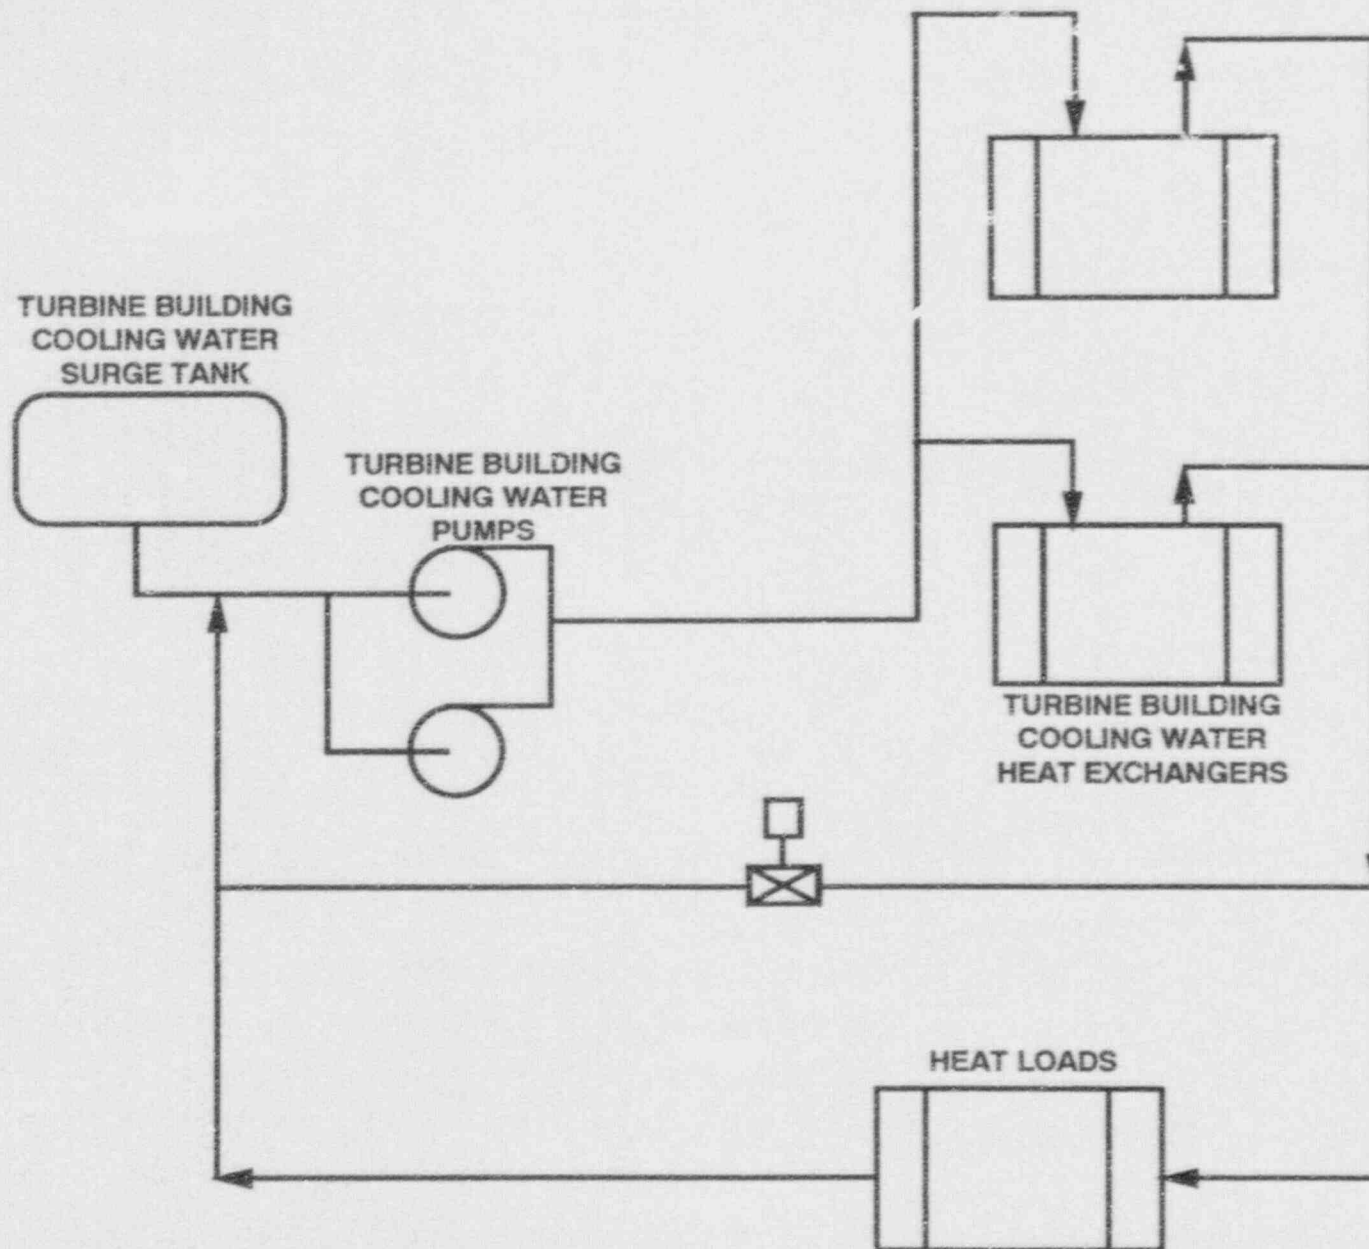 TURBINE BUILDING
COOLING WATER
SURGE TANK
TURBINE BUILDING
COOLING WATER
PUMPS
TURBINE BUILDING
COOLING WATER
HEAT EXCHANGERS
HEAT LOADS